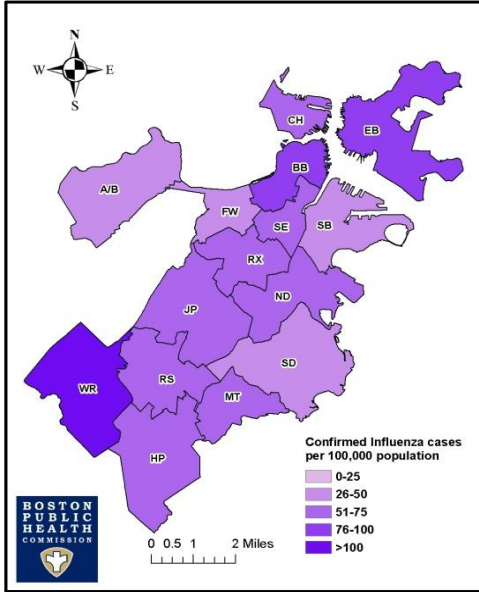 N
W E
S
CH
EB
BB
A/B
FW
SE
SB
RX
ND
JP
SD
WR
RS
MT
HP
Confirmed Influenza cases
per 100,000 population
0-25
26-50
51-75
76-100
>100
BOSTON
PUBLIC
HEALTH
COMMISSION
0 0.5 1 2 Miles